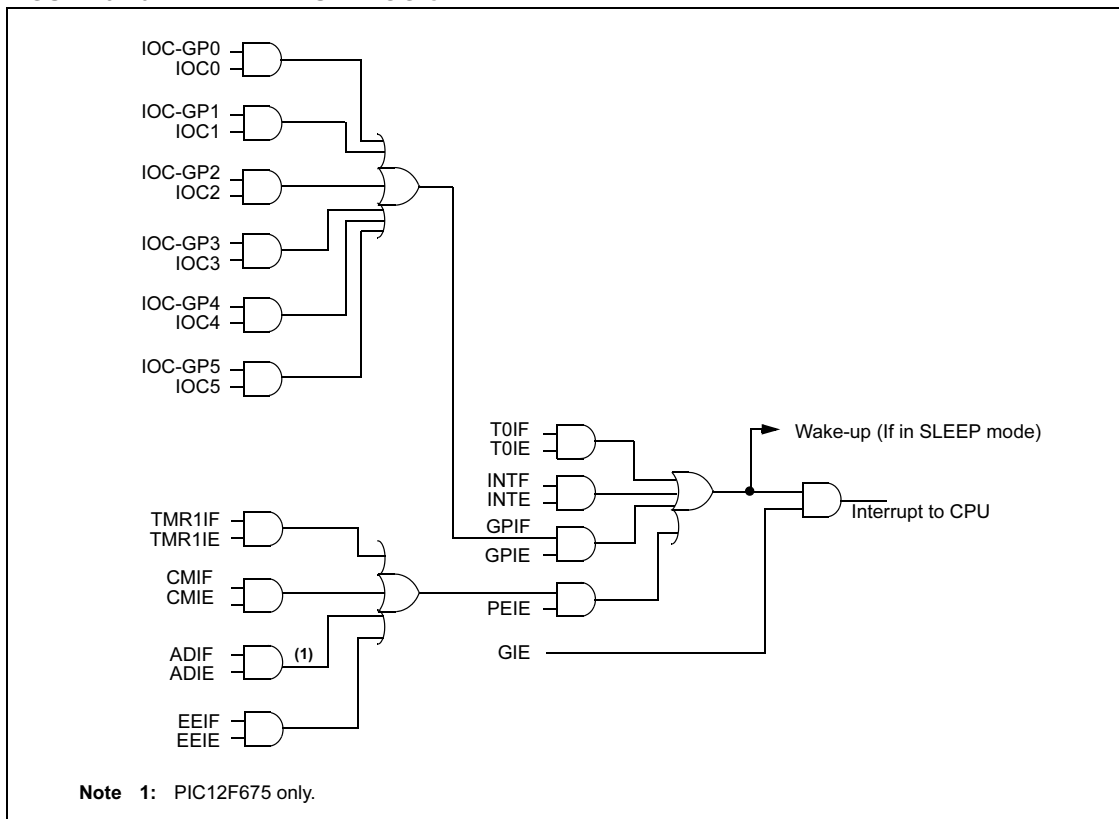 IOC-GP0
IOC0
IOC-GP1
IOC1
IOC-GP2
IOC2
IOC-GP3
IOC3
IOC-GP4
IOC4
IOC-GP5
IOC5
T0IF
T0IE
INTF
INTE
GPIF
GPIE
PEIE
GIE
Wake-up (If in SLEEP mode)
Interrupt to CPU
TMR1IF
TMR1IE
CMIF
CMIE
ADIF
ADIE
(1)
EEIF
EEIE
Note 1: PIC12F675 only.